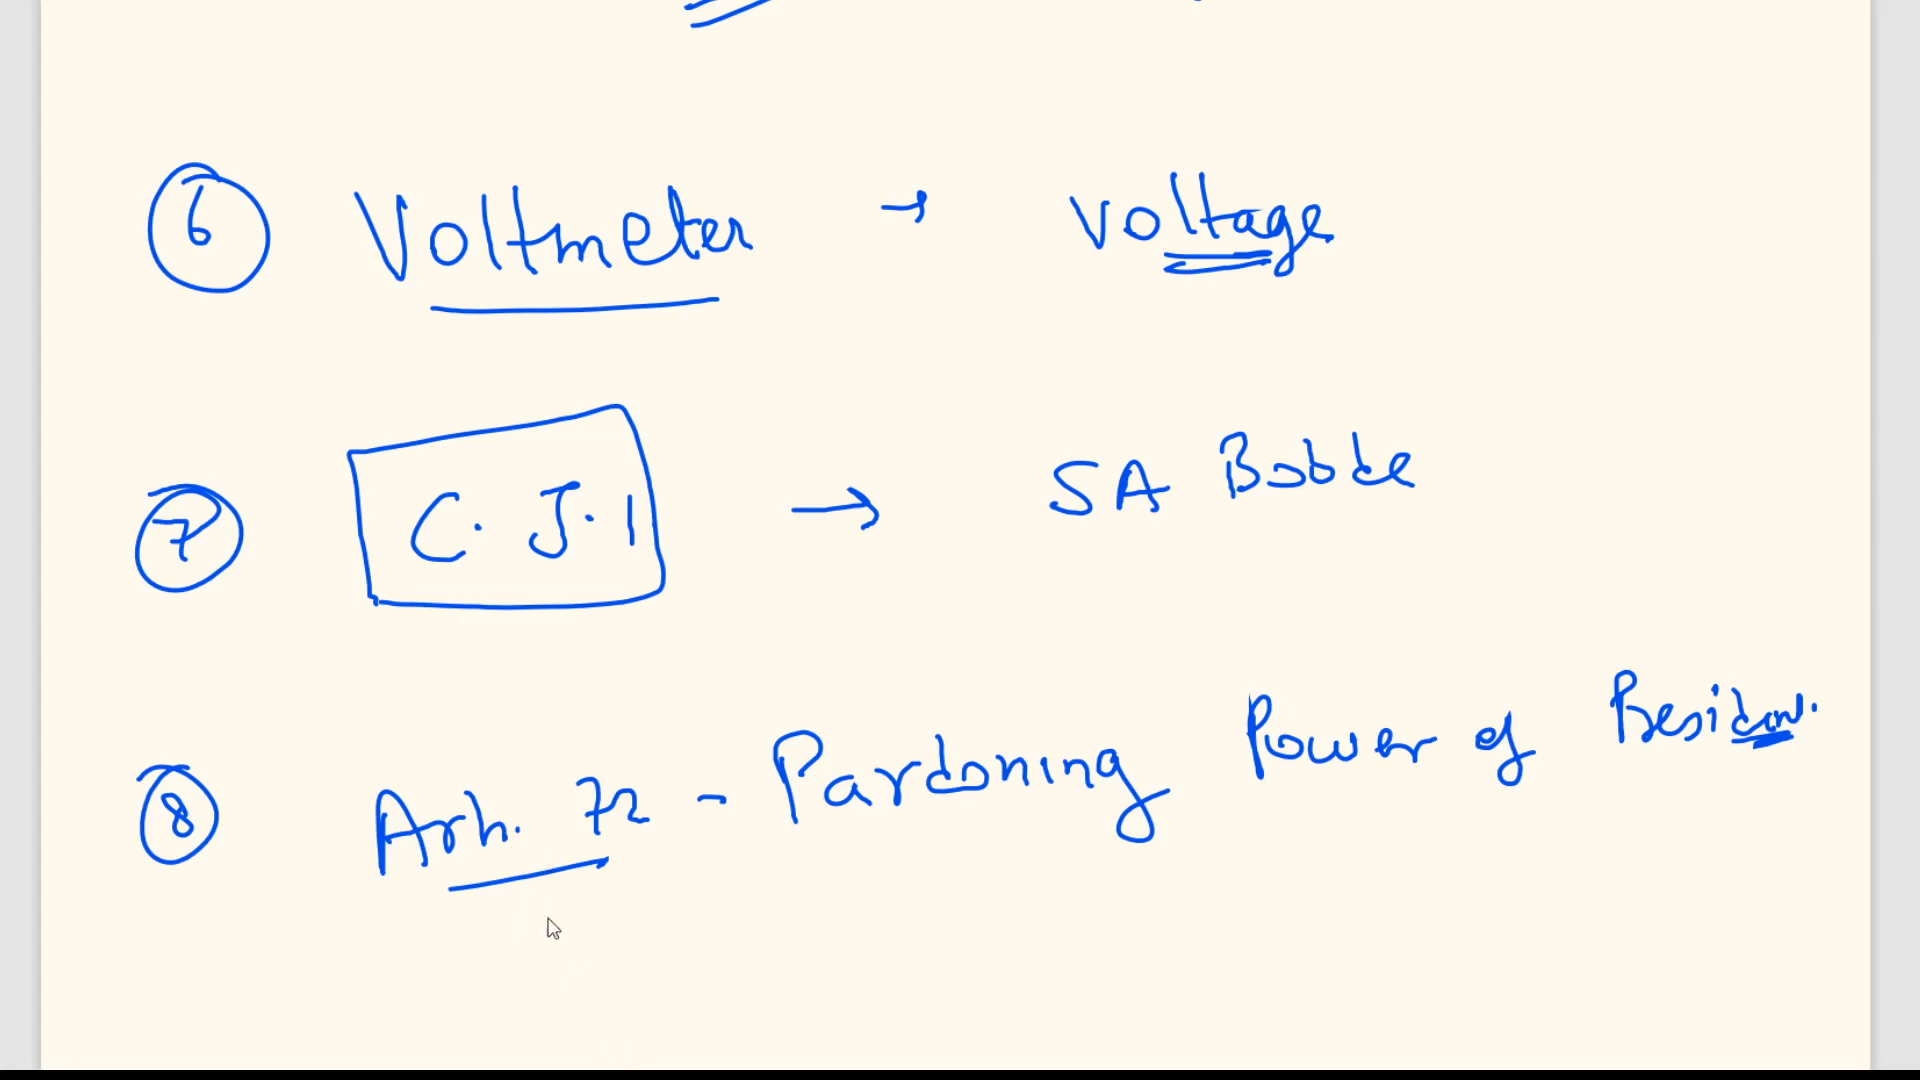 6 Voltmeter → Voltage
7 C.J.I → SA Bobde
8 Art. 72 - Pardoning Power of President.